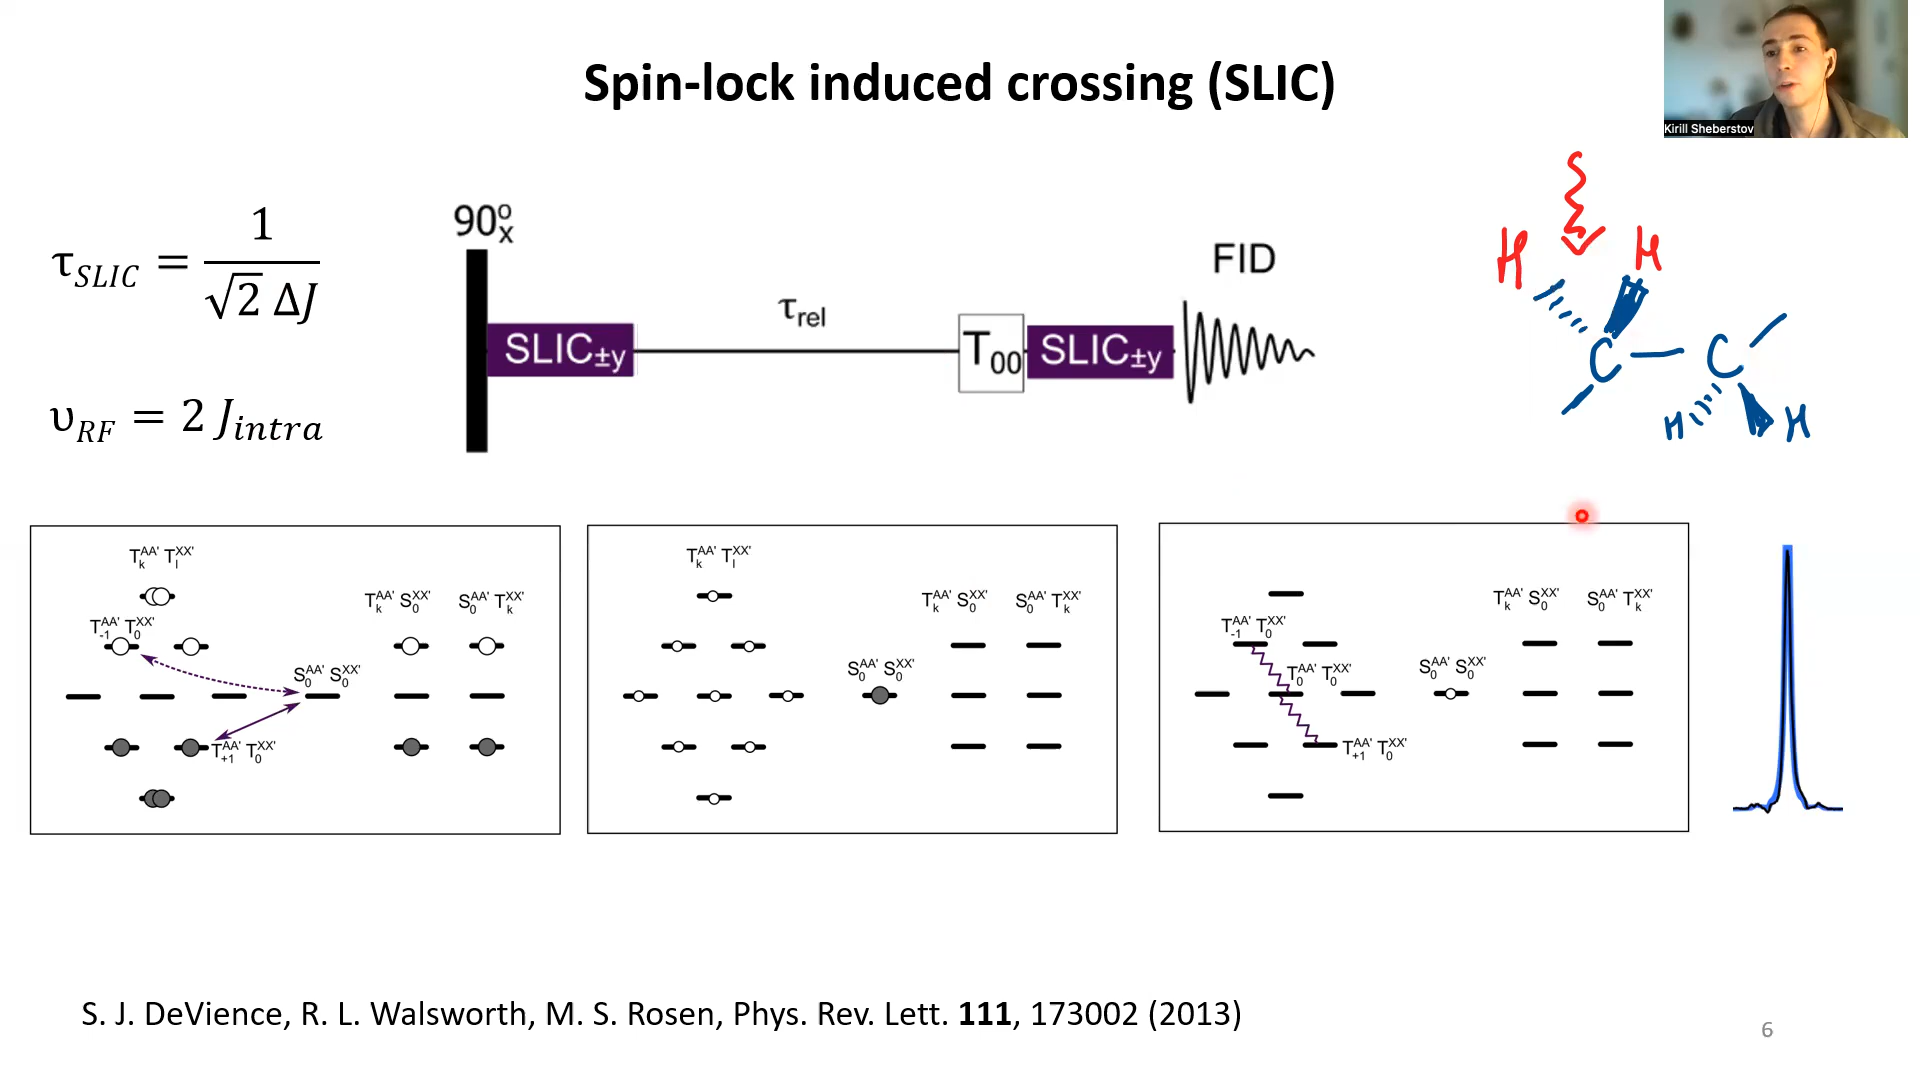 Spin-lock induced crossing (SLIC)
Kirill Sheberstov
τ_SLIC = 1 / √2 ΔJ
υ_RF = 2 J_intra
90°x
SLIC±y
τrel
T00
SLIC±y
FID
H H
C — C
H H
T_k^AA' T_l^XX'
T_-1^AA' T_0^XX'
T_k^AA' S_0^XX'
S_0^AA' T_k^XX'
S_0^AA' S_0^XX'
T_+1^AA' T_0^XX'
T_k^AA' T_l^XX'
T_k^AA' S_0^XX'
S_0^AA' T_k^XX'
S_0^AA' S_0^XX'
T_k^AA' S_0^XX'
S_0^AA' T_k^XX'
T_-1^AA' T_0^XX'
T_0^AA' T_0^XX'
S_0^AA' S_0^XX'
T_+1^AA' T_0^XX'
S. J. DeVience, R. L. Walsworth, M. S. Rosen, Phys. Rev. Lett. 111, 173002 (2013)
6